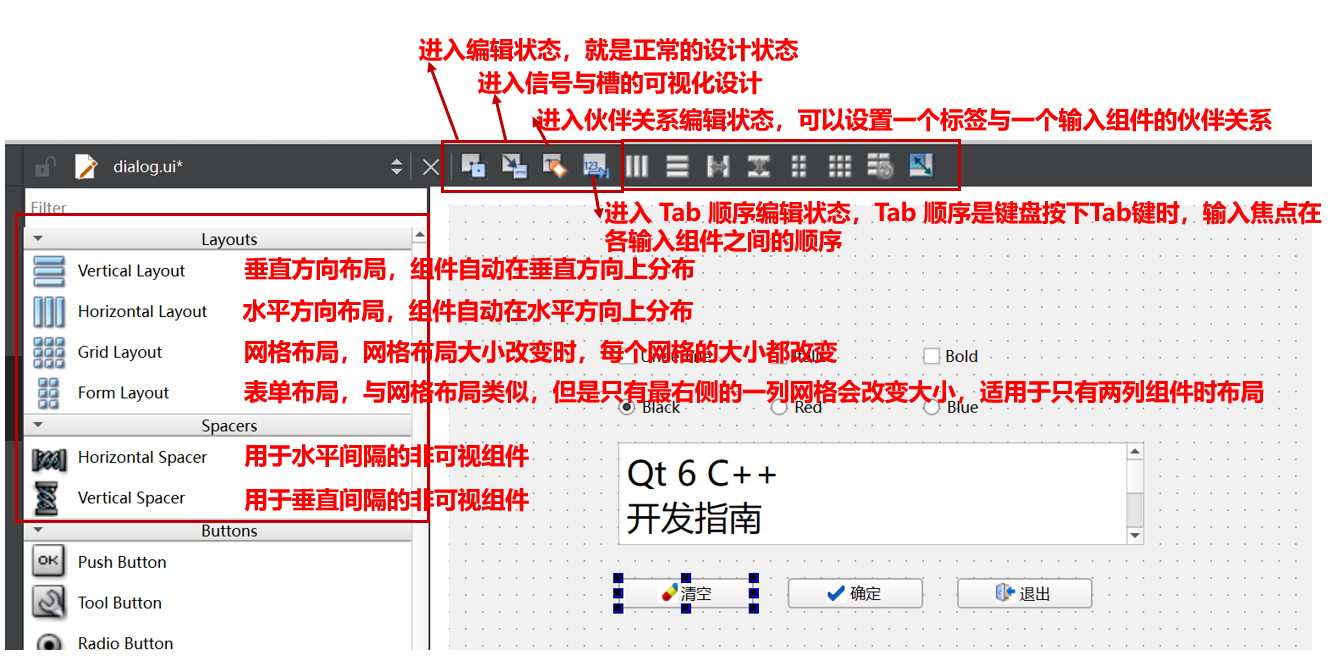 进入编辑状态，就是正常的设计状态
进入信号与槽的可视化设计
进入伙伴关系编辑状态，可以设置一个标签与一个输入组件的伙伴关系
dialog.ui*
123
Filter
进入 Tab 顺序编辑状态，Tab 顺序是键盘按下Tab键时，输入焦点在
各输入组件之间的顺序
Layouts
Vertical Layout 垂直方向布局，组件自动在垂直方向上分布
Horizontal Layout 水平方向布局，组件自动在水平方向上分布
Grid Layout 网格布局，网格布局大小改变时，每个网格的大小都改变
Bold
Form Layout 表单布局，与网格布局类似，但是只有最右侧的一列网格会改变大小，适用于只有两列组件时布局
Black Red Blue
Spacers
Horizontal Spacer 用于水平间隔的非可视组件
Vertical Spacer 用于垂直间隔的非可视组件
Qt 6 C++
开发指南
Buttons
OK Push Button
清空 确定 退出
Tool Button
Radio Button